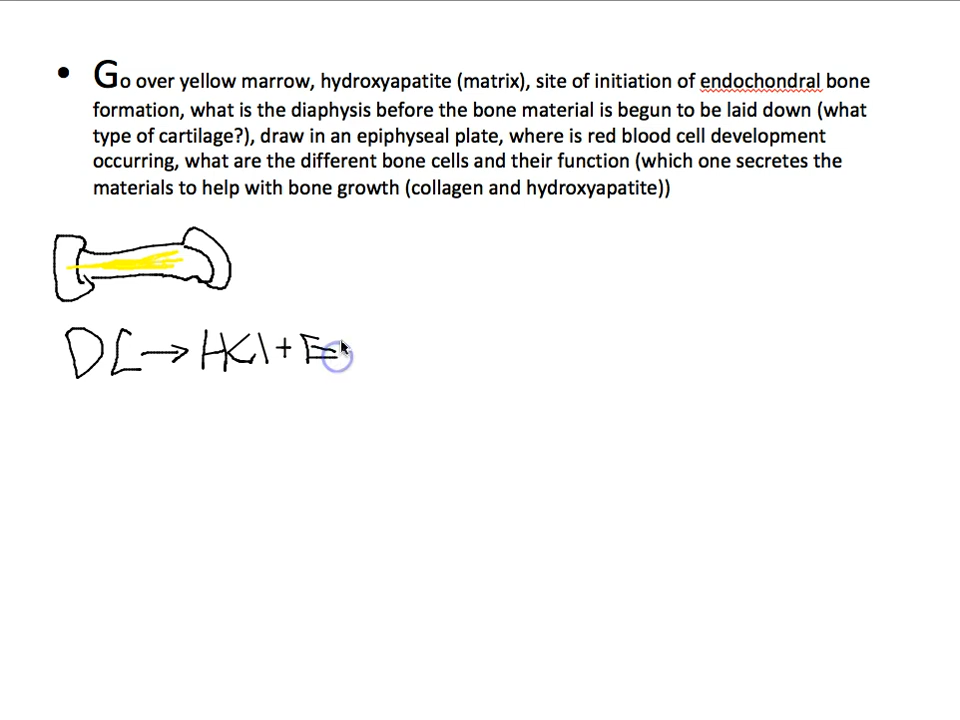 • Go over yellow marrow, hydroxyapatite (matrix), site of initiation of endochondral bone
formation, what is the diaphysis before the bone material is begun to be laid down (what
type of cartilage?), draw in an epiphyseal plate, where is red blood cell development
occurring, what are the different bone cells and their function (which one secretes the
materials to help with bone growth (collagen and hydroxyapatite))
→ HCl + E